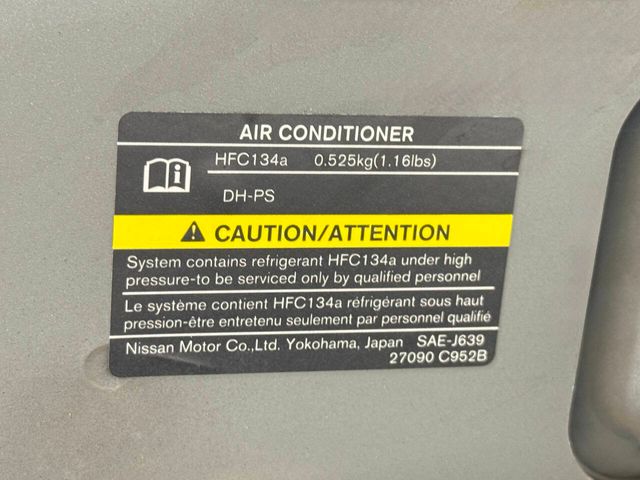 AIR CONDITIONER
HFC134a 0.525kg(1.16lbs)
DH-PS
CAUTION/ATTENTION
System contains refrigerant HFC134a under high
pressure-to be serviced only by qualified personnel
Le système contient HFC134a réfrigérant sous haut
pression-être entretenu seulement par personnel qualifié
Nissan Motor Co.,Ltd. Yokohama, Japan SAE-J639
27090 C952B